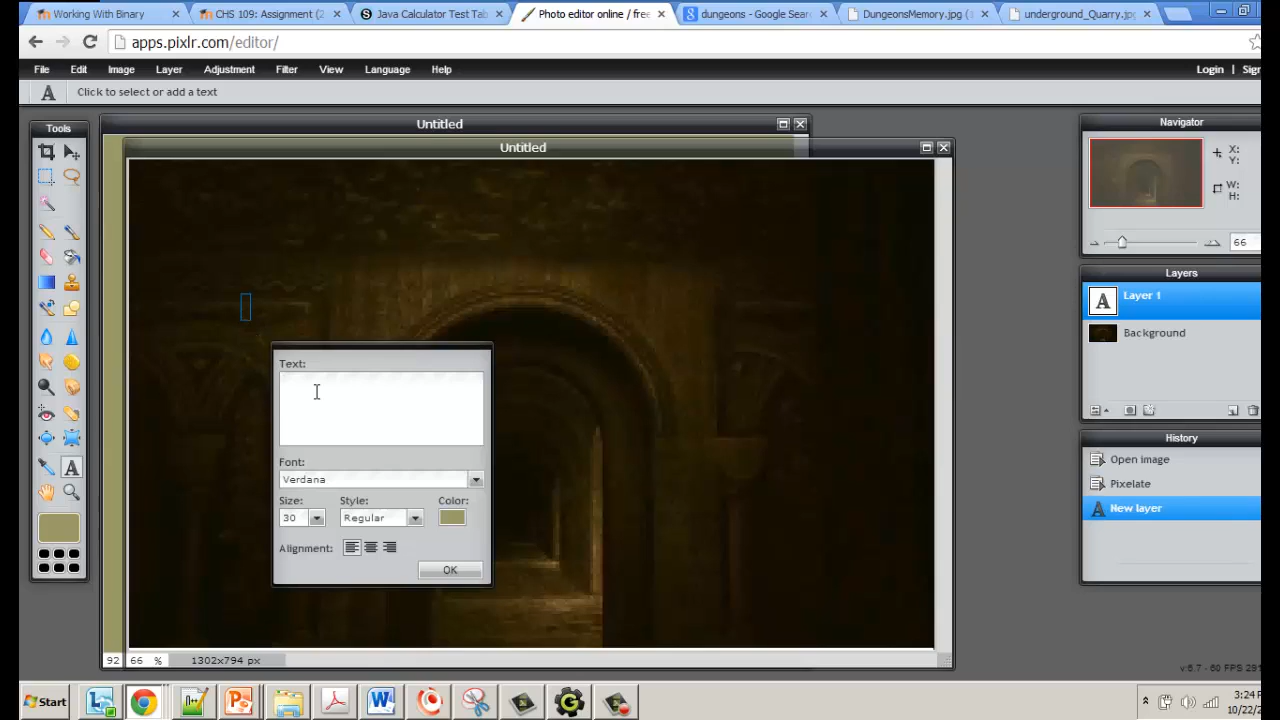 Working With Binary
CHS 109: Assignment (2
Java Calculator Test Tab
Photo editor online / free
dungeons - Google Sear
DungeonsMemory.jpg (
underground_Quarry.jpg
apps.pixlr.com/editor/
File Edit Image Layer Adjustment Filter View Language Help
Login | Sign
A Click to select or add a text
Tools
Untitled
Untitled
Navigator
X:
Y:
W:
H:
66
Layers
A Layer 1
Background
Text:
Font:
Verdana
Size: Style: Color:
30 Regular
Alignment:
OK
History
Open image
Pixelate
New layer
92 66 % 1302x794 px
Start
3:24
10/22/2